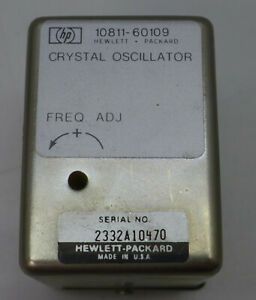 hp 10811-60109
HEWLETT - PACKARD
CRYSTAL OSCILLATOR
FREQ. ADJ
+
SERIAL NO.
2332A10470
HEWLETT-PACKARD
MADE IN U.S.A